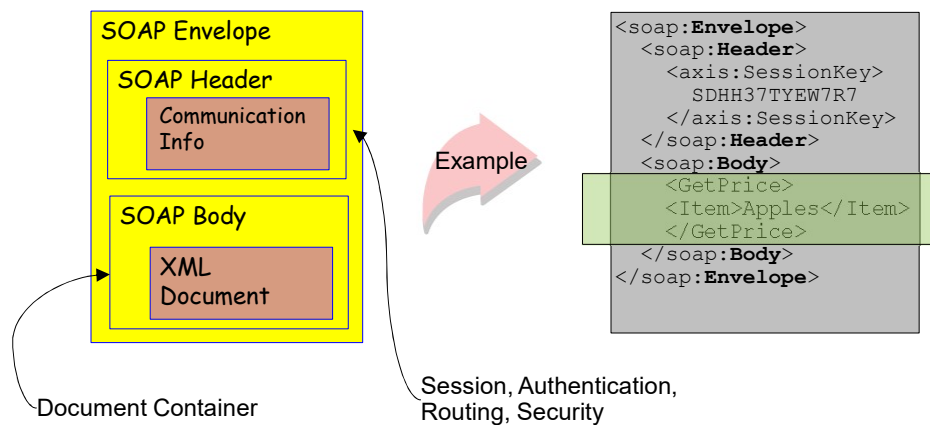 SOAP Envelope
SOAP Header
Communication
Info
SOAP Body
XML
Document
Document Container
Example
Session, Authentication,
Routing, Security
<soap:Envelope>
<soap:Header>
<axis:SessionKey>
SDHH37TYEW7R7
</axis:SessionKey>
</soap:Header>
<soap:Body>
<GetPrice>
<Item>Apples</Item>
</GetPrice>
</soap:Body>
</soap:Envelope>